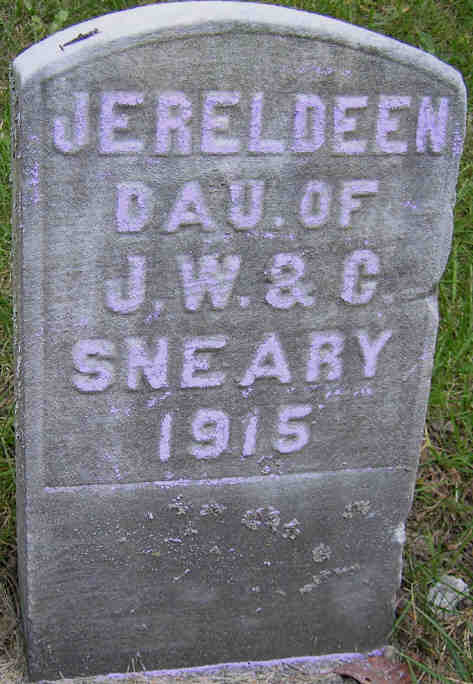 JERELDEEN
DAU. OF
J. W. & C.
SNEARY
1915